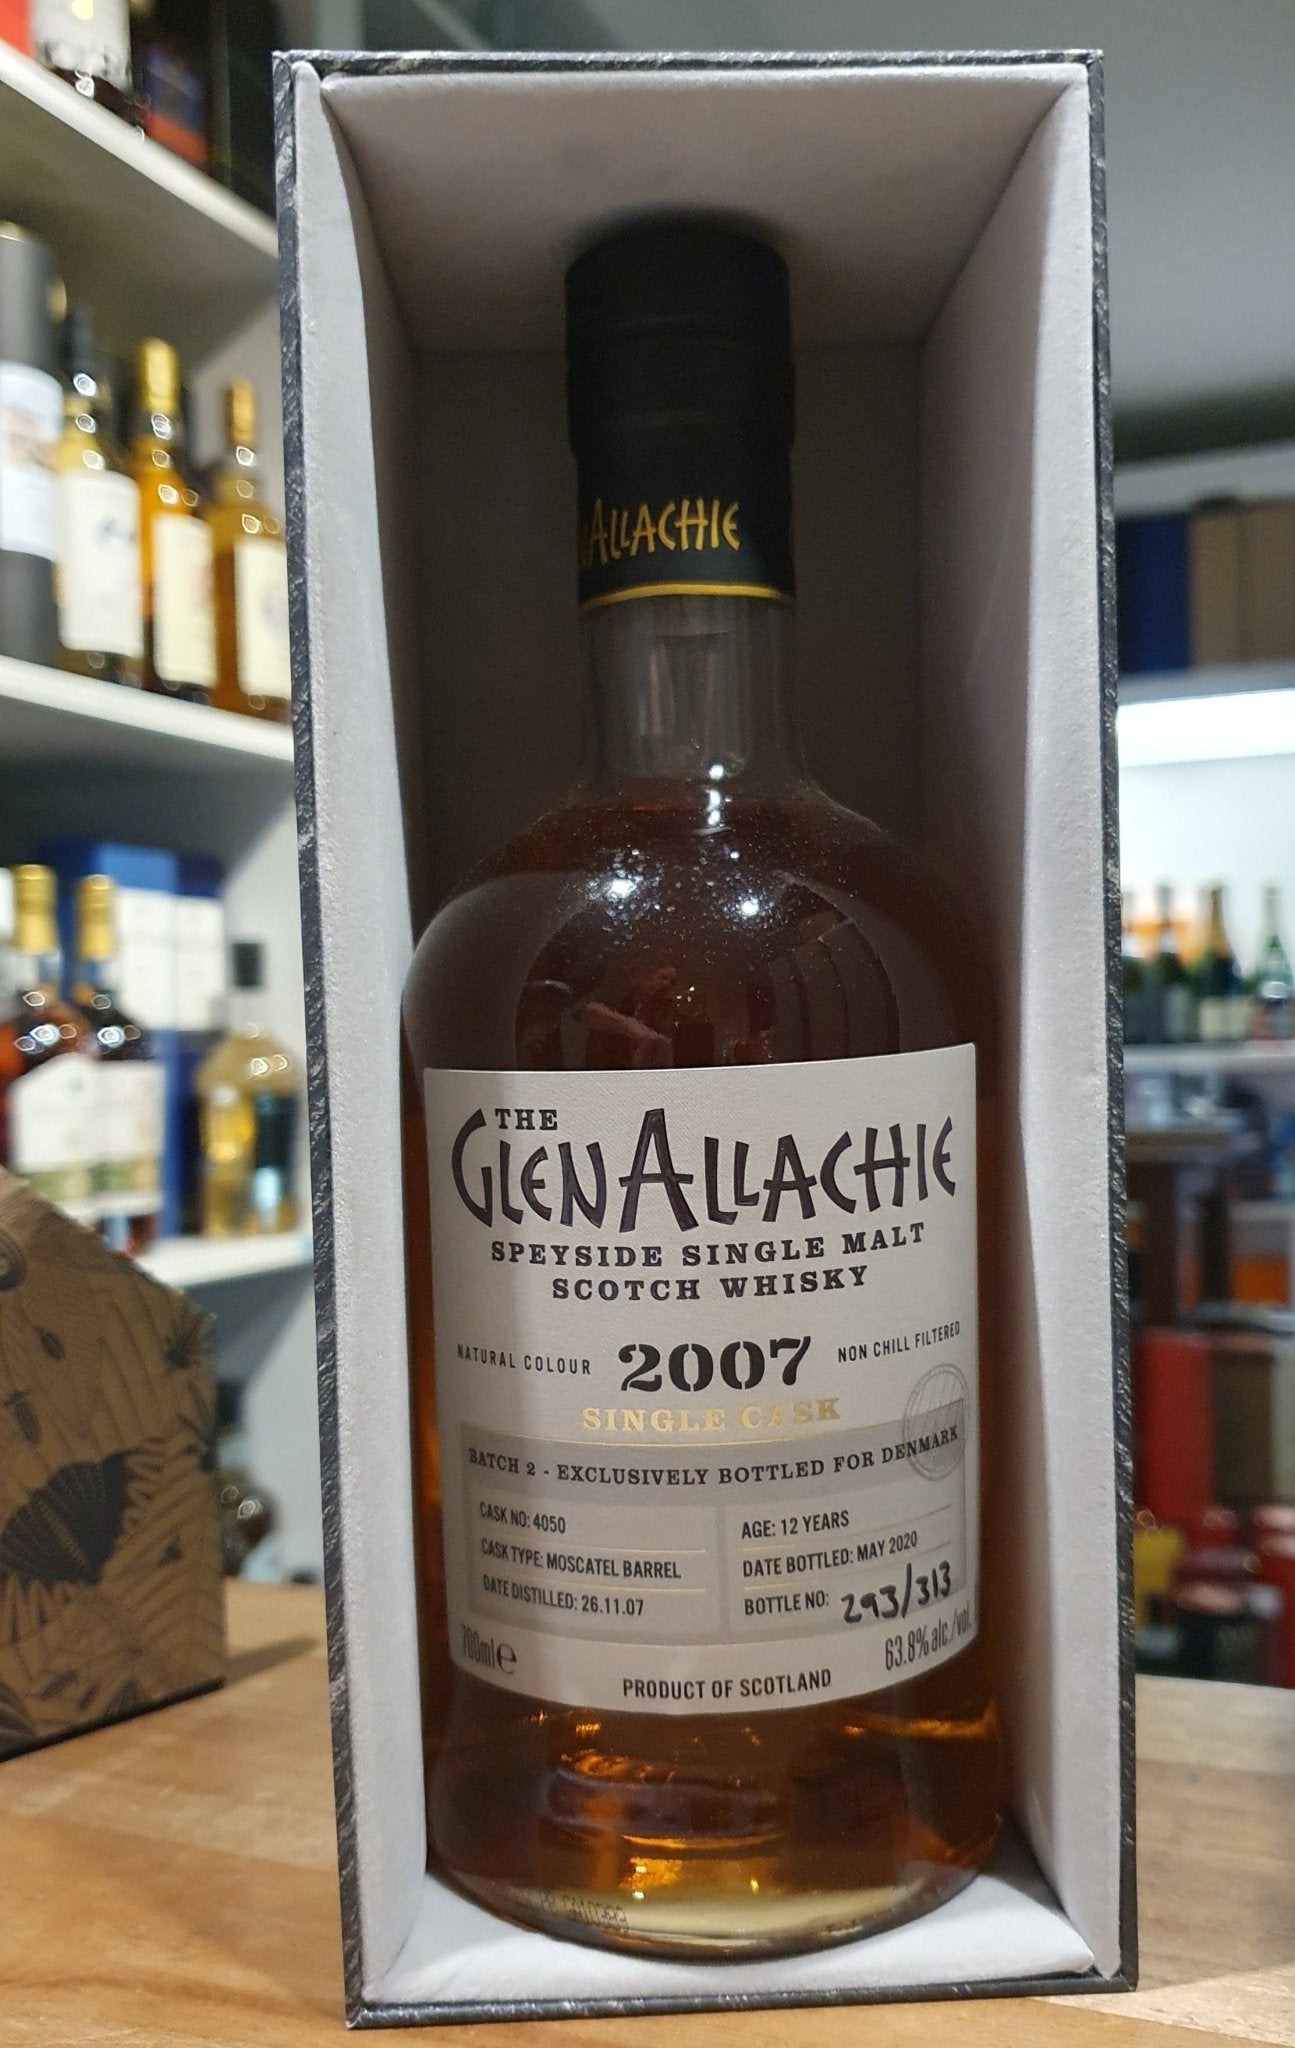 ALLACHIE
THE
GLENALLACHIE
SPEYSIDE SINGLE MALT
SCOTCH WHISKY
NATURAL COLOUR 2007 NON CHILL FILTERED
SINGLE CASK
BATCH 2 - EXCLUSIVELY BOTTLED FOR DENMARK
CASK NO: 4050
CASK TYPE: MOSCATEL BARREL
DATE DISTILLED: 26.11.07
AGE: 12 YEARS
DATE BOTTLED: MAY 2020
BOTTLE NO: 293/313
700ml e
63.8% alc./vol.
PRODUCT OF SCOTLAND